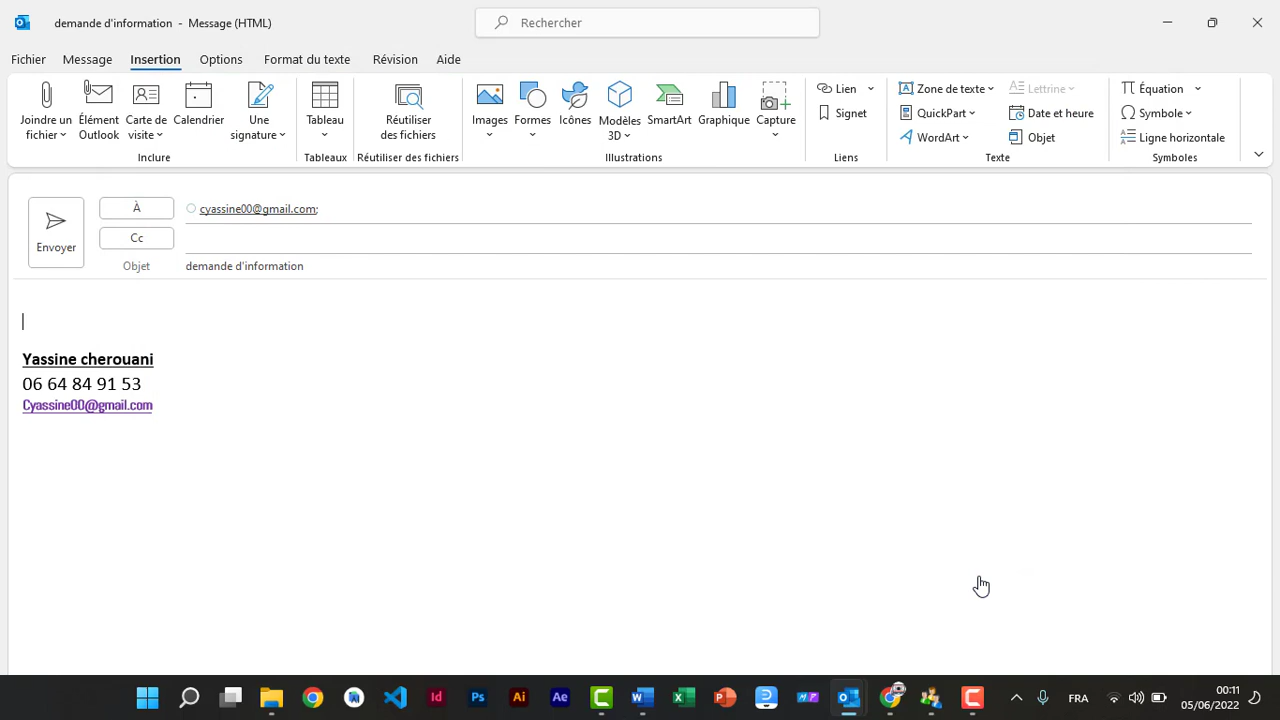 demande d'information - Message (HTML)
Rechercher
Fichier Message Insertion Options Format du texte Révision Aide
Joindre un fichier
Élément Outlook
Carte de visite
Calendrier
Une signature
Inclure
Tableau
Tableaux
Réutiliser des fichiers
Réutiliser des fichiers
Images
Formes
Icônes
Modèles 3D
SmartArt
Graphique
Capture
Illustrations
Lien
Signet
Liens
Zone de texte
QuickPart
WordArt
Lettrine
Date et heure
Objet
Texte
Équation
Symbole
Ligne horizontale
Symboles
Envoyer
À cyassine00@gmail.com;
Cc
Objet demande d'information
Yassine cherouani
06 64 84 91 53
Cyassine00@gmail.com
FRA
00:11
05/06/2022